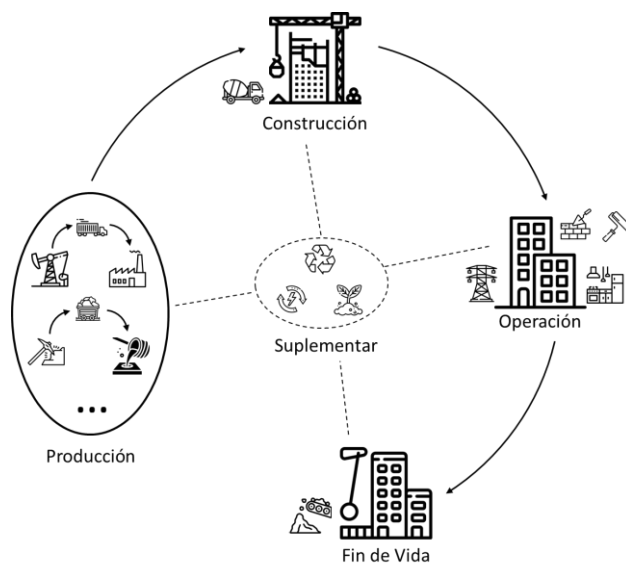 Construcción
Operación
Suplementar
Producción
Fin de Vida